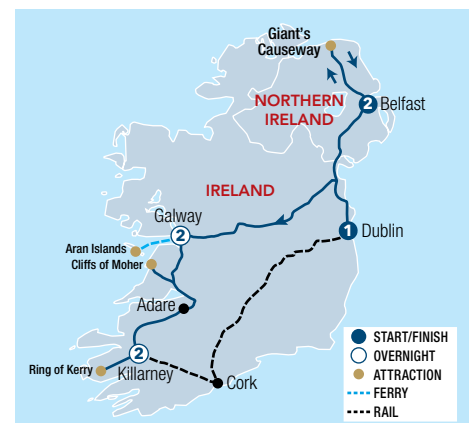 Giant's
Causeway
2 Belfast
NORTHERN
IRELAND
IRELAND
Galway
2
1 Dublin
Aran Islands
Cliffs of Moher
Adare
2
Ring of Kerry
Killarney
Cork
START/FINISH
OVERNIGHT
ATTRACTION
FERRY
RAIL